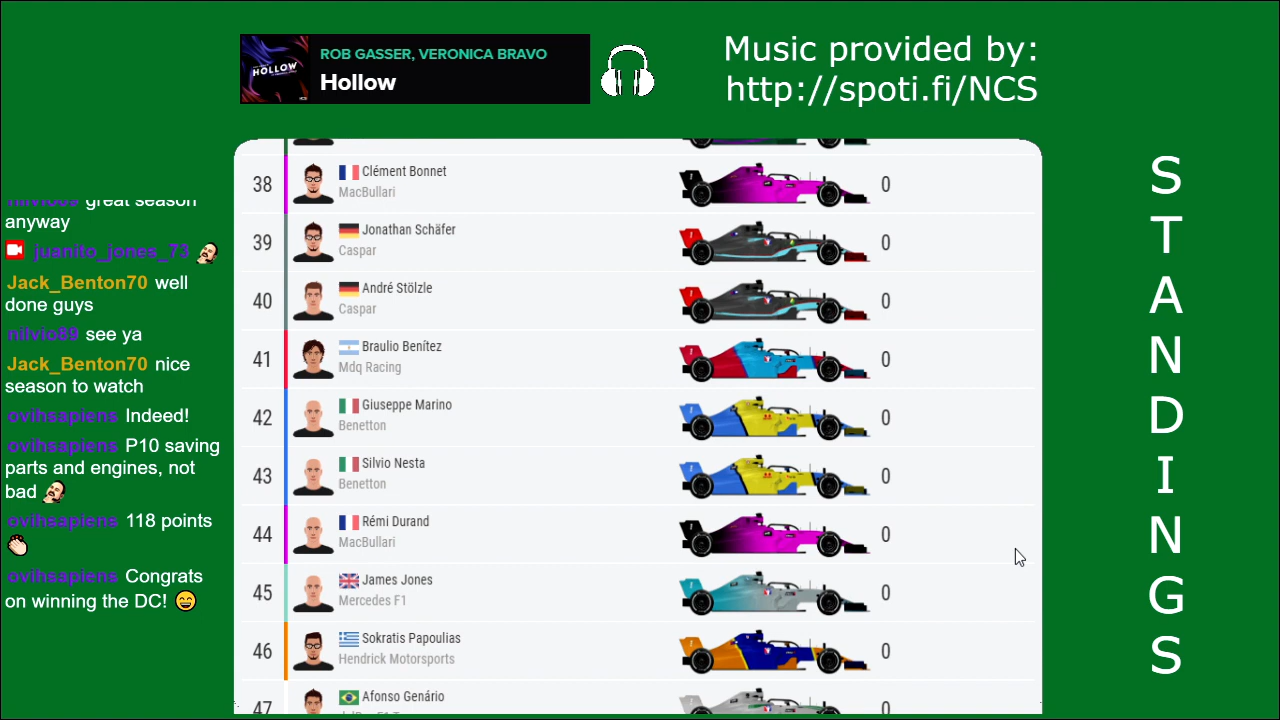 ROB GASSER, VERONICA BRAVO
Hollow
HOLLOW
Music provided by:
http://spoti.fi/NCS
nilvio89 great season
anyway
juanito_jones_73
Jack_Benton70 well
done guys
nilvio89 see ya
Jack_Benton70 nice
season to watch
ovihsapiens Indeed!
ovihsapiens P10 saving
parts and engines, not
bad
ovihsapiens 118 points
ovihsapiens Congrats
on winning the DC!
38 Clément Bonnet 0
MacBullari
39 Jonathan Schäfer 0
Caspar
40 André Stölzle 0
Caspar
41 Braulio Benítez 0
Mdq Racing
42 Giuseppe Marino 0
Benetton
43 Silvio Nesta 0
Benetton
44 Rémi Durand 0
MacBullari
45 James Jones 0
Mercedes F1
46 Sokratis Papoulias 0
Hendrick Motorsports
47 Afonso Genário 0
S
T
A
N
D
I
N
G
S